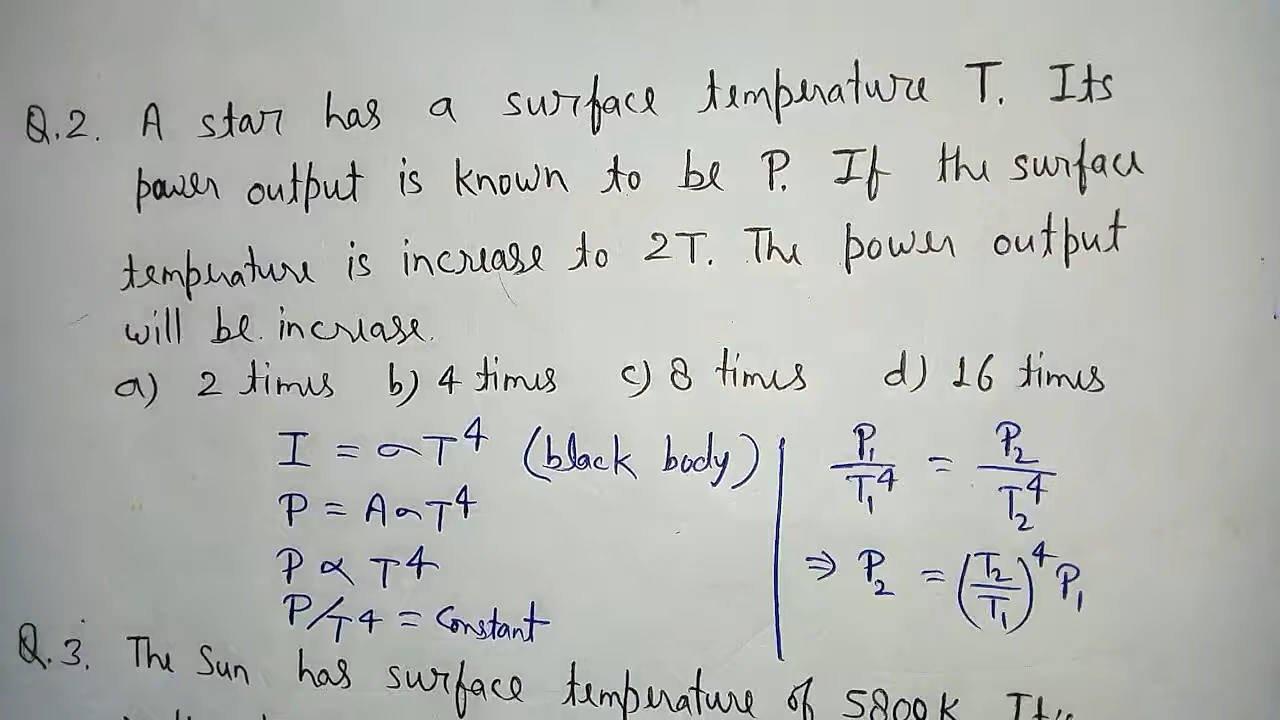 Q.2. A star has a surface temperature T. Its
power output is known to be P. If the surface
temperature is increase to 2T. The power output
will be increase.
a) 2 times b) 4 times c) 8 times d) 16 times
I = σT⁴ (black body)
P = AσT⁴
P ∝ T⁴
P/T4 = Constant
P₁/T₁⁴ = P₂/T₂⁴
⇒ P₂ = (T₂/T₁)⁴ P₁
Q.3. The Sun has surface temperature of 5800K